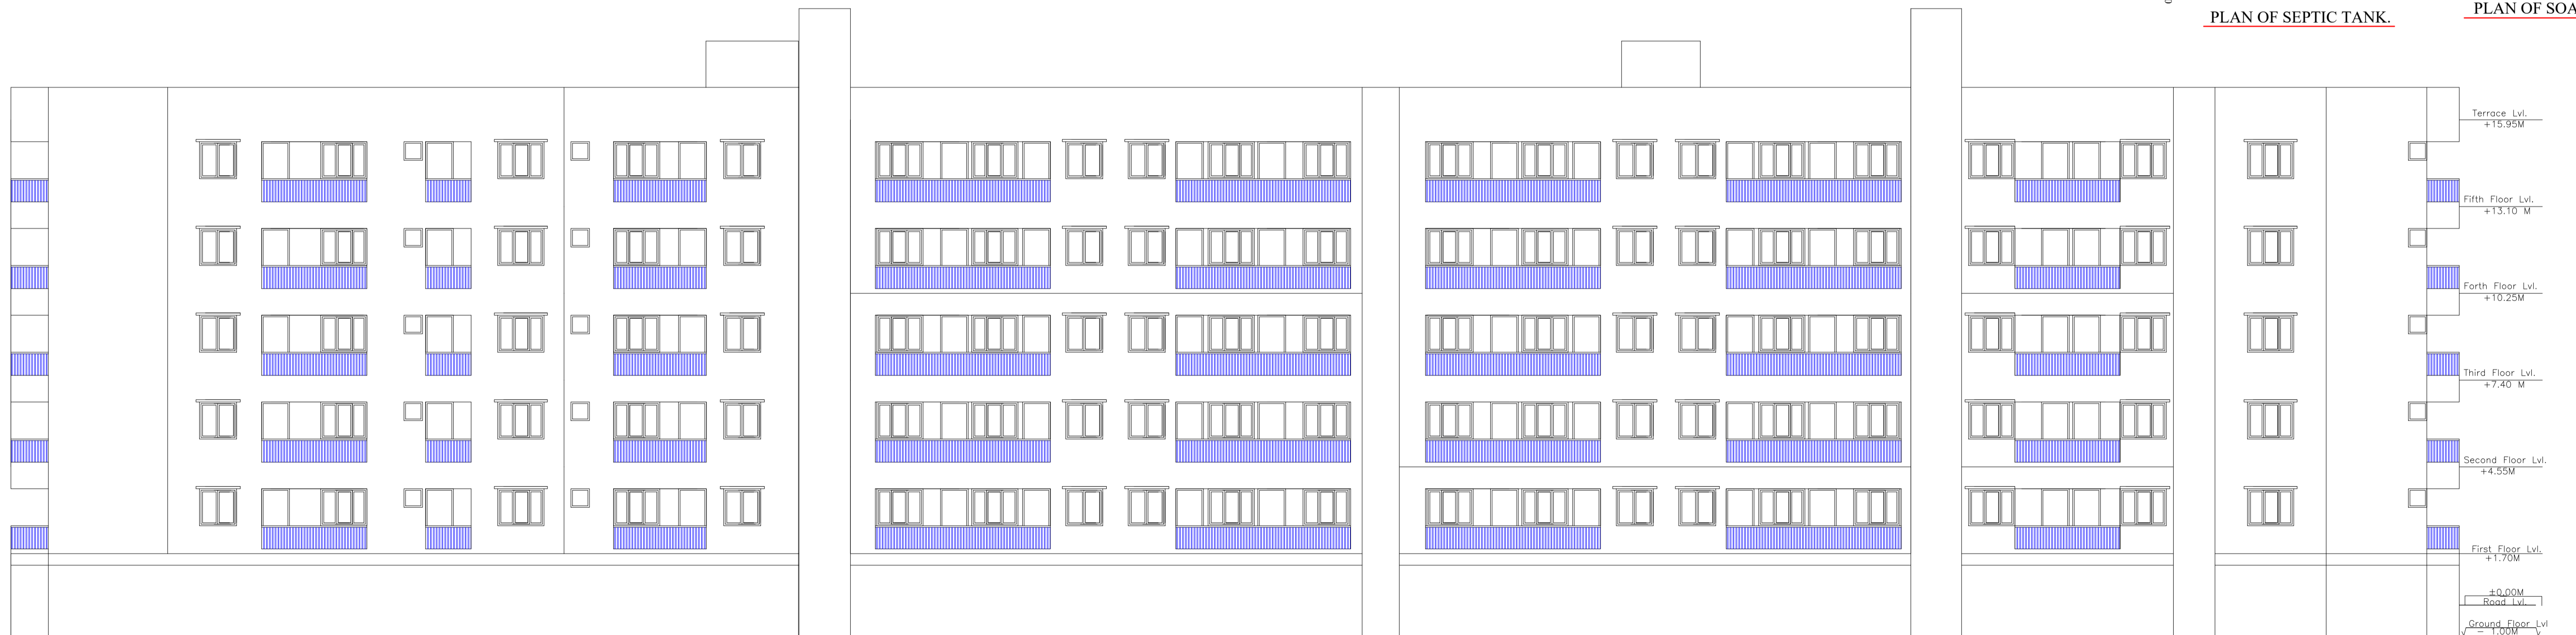 PLAN OF SEPTIC TANK.
PLAN OF SOA
Terrace Lvl.
+15.95M
Fifth Floor Lvl.
+13.10 M
Forth Floor Lvl.
+10.25M
Third Floor Lvl.
+7.40 M
Second Floor Lvl.
+4.55M
First Floor Lvl.
+1.70M
±0.00M
Road Lvl.
Ground Floor Lvl
- 1.00M